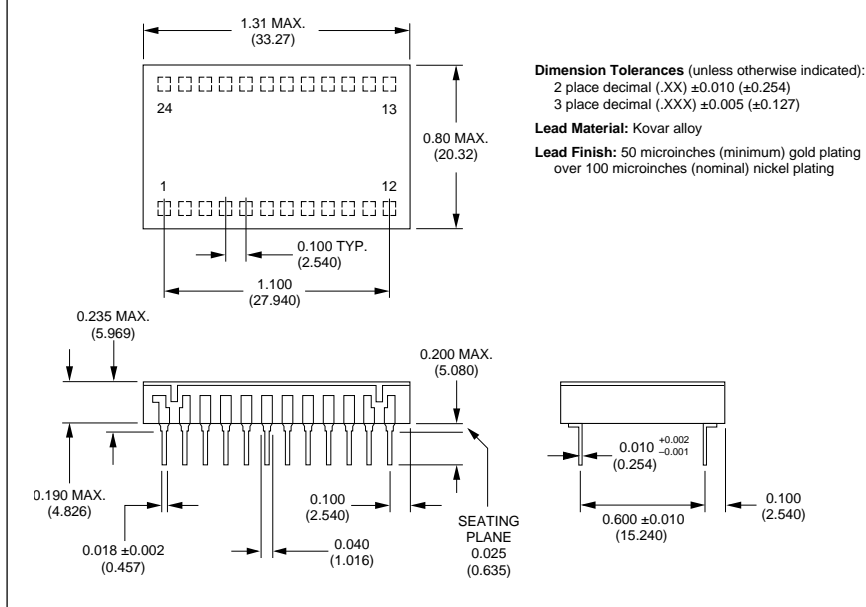 1.31 MAX.
(33.27)
Dimension Tolerances (unless otherwise indicated):
2 place decimal (.XX) ±0.010 (±0.254)
3 place decimal (.XXX) ±0.005 (±0.127)
Lead Material: Kovar alloy
Lead Finish: 50 microinches (minimum) gold plating
over 100 microinches (nominal) nickel plating
24
13
0.80 MAX.
(20.32)
1
12
0.100 TYP.
(2.540)
1.100
(27.940)
0.235 MAX.
(5.969)
0.200 MAX.
(5.080)
0.190 MAX.
(4.826)
0.018 ±0.002
(0.457)
0.100
(2.540)
0.040
(1.016)
SEATING
PLANE
0.025
(0.635)
0.010 +0.002
–0.001
(0.254)
0.600 ±0.010
(15.240)
0.100
(2.540)